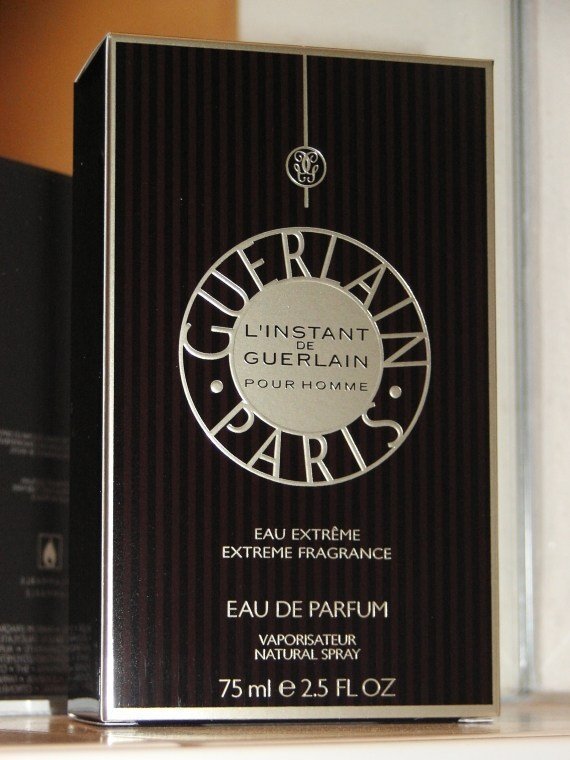 GUERLAIN
L'INSTANT
DE
GUERLAIN
POUR HOMME
• PARIS •
EAU EXTRÊME
EXTREME FRAGRANCE
EAU DE PARFUM
VAPORISATEUR
NATURAL SPRAY
75 ml e 2.5 FL OZ